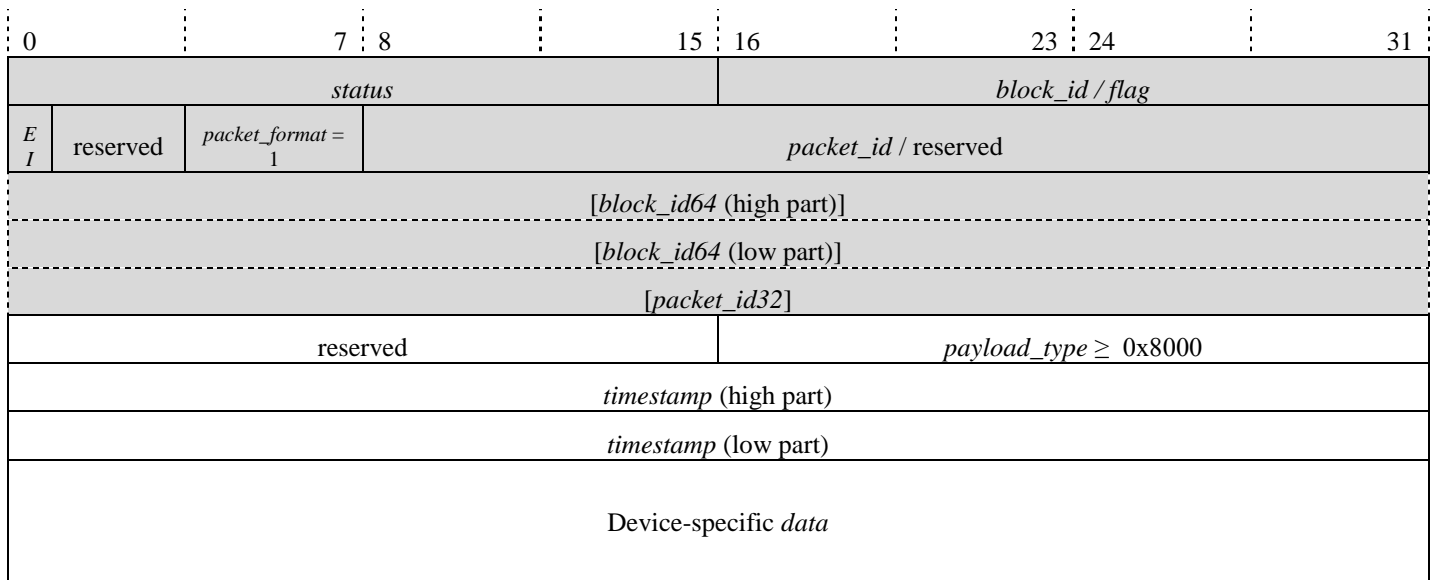 0 7 8 15 16 23 24 31
status block_id / flag
E I reserved packet_format = 1 packet_id / reserved
[block_id64 (high part)]
[block_id64 (low part)]
[packet_id32]
reserved payload_type ≥ 0x8000
timestamp (high part)
timestamp (low part)
Device-specific data